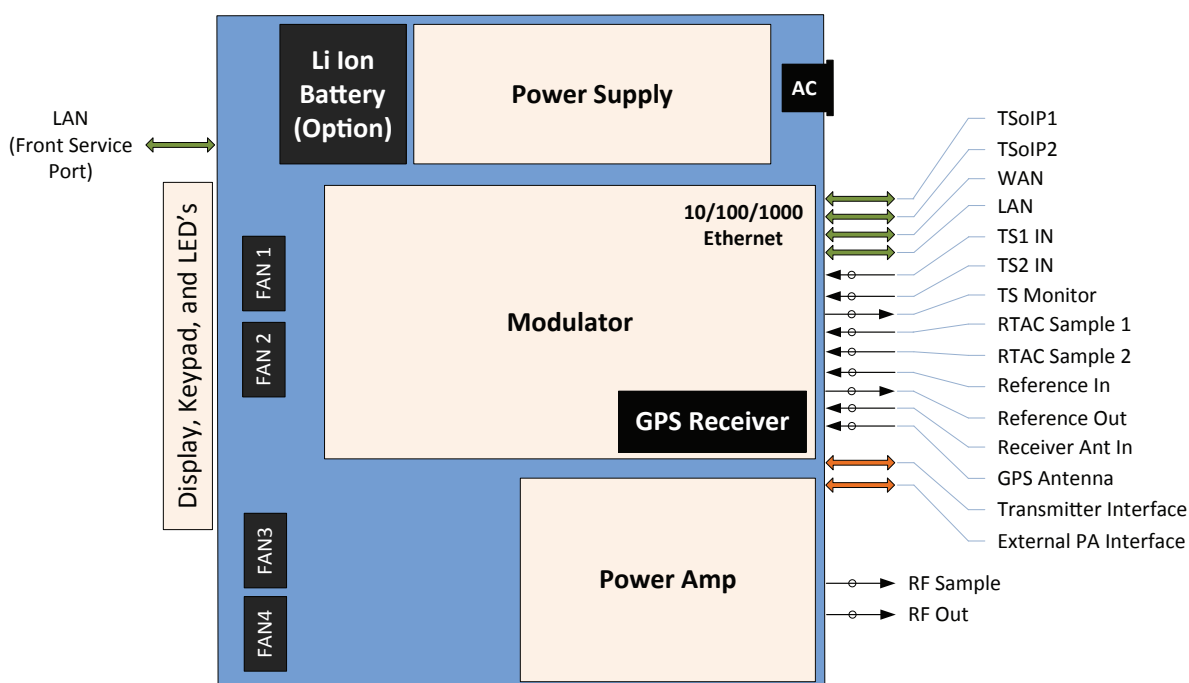 Li Ion
Battery
(Option)
Power Supply
AC
LAN
(Front Service
Port)
Display, Keypad, and LED's
FAN 1
FAN 2
FAN3
FAN4
10/100/1000
Ethernet
Modulator
GPS Receiver
Power Amp
TSoIP1
TSoIP2
WAN
LAN
TS1 IN
TS2 IN
TS Monitor
RTAC Sample 1
RTAC Sample 2
Reference In
Reference Out
Receiver Ant In
GPS Antenna
Transmitter Interface
External PA Interface
RF Sample
RF Out